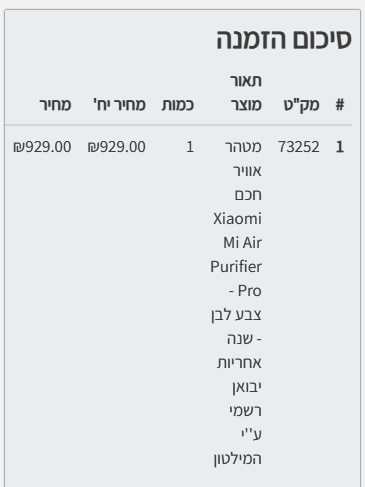 סיכום הזמנה
# מק"ט תאור מוצר כמות מחיר יח' מחיר
1 73252 מטהר 1 ₪929.00 ₪929.00
אוויר
חכם
Xiaomi
Mi Air
Purifier
Pro -
צבע לבן
- שנה
אחריות
יבואן
רשמי
ע''י
המילטון